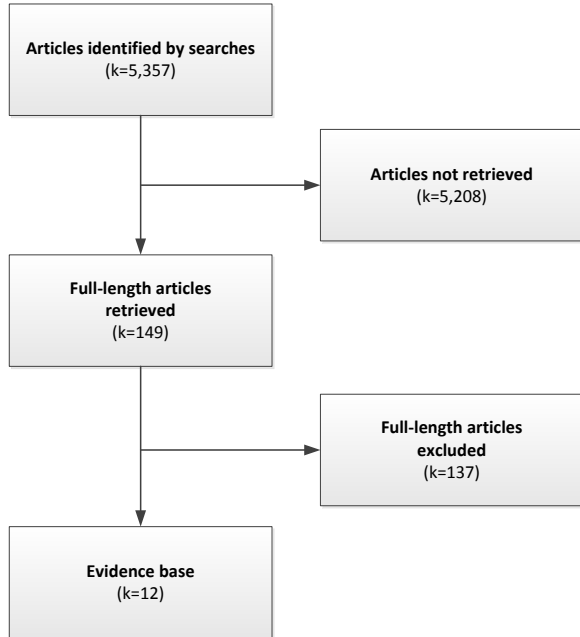 Articles identified by searches
(k=5,357)
Articles not retrieved
(k=5,208)
Full-length articles
retrieved
(k=149)
Full-length articles
excluded
(k=137)
Evidence base
(k=12)